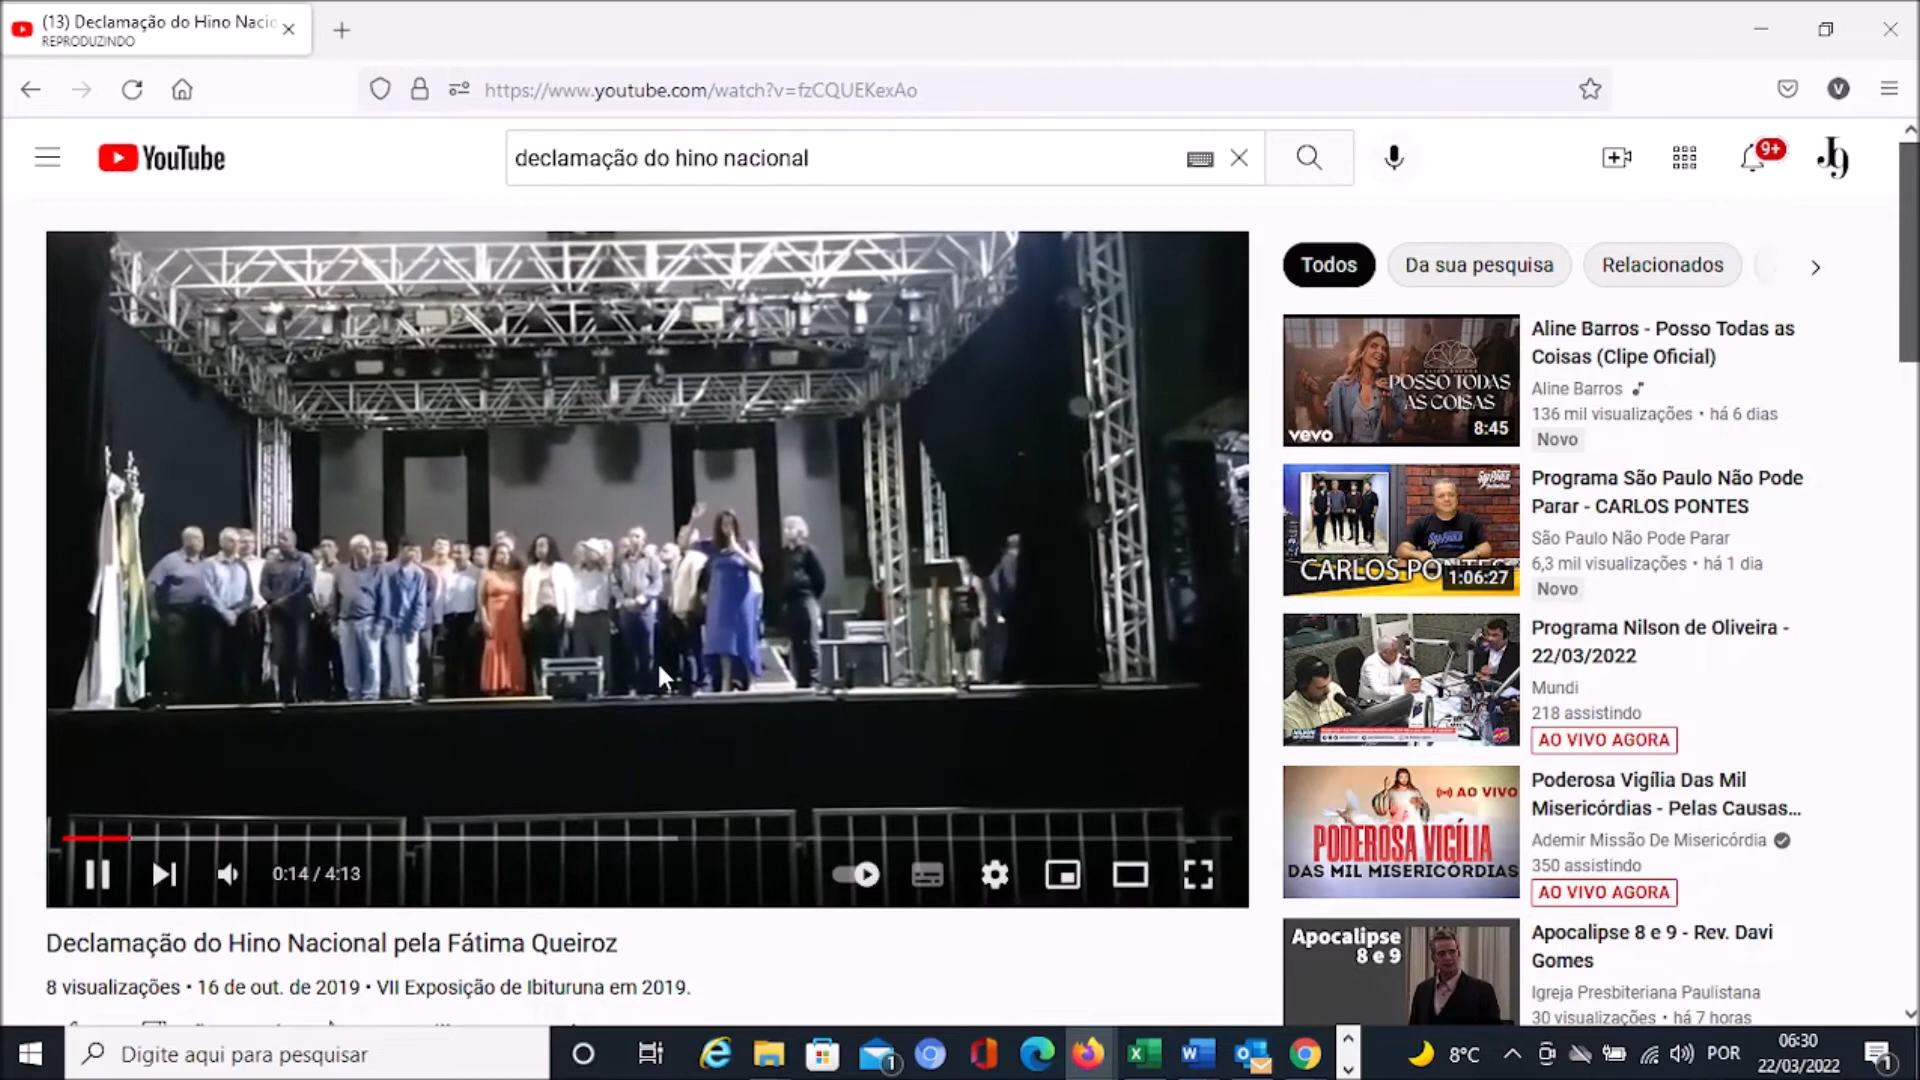 (13) Declamação do Hino Nacio
REPRODUZINDO
https://www.youtube.com/watch?v=fzCQUEKexAo
V
YouTube
declamação do hino nacional
9+
Todos
Da sua pesquisa
Relacionados
POSSO TODAS
AS COISAS
vevo
8:45
Aline Barros - Posso Todas as
Coisas (Clipe Oficial)
Aline Barros
136 mil visualizações • há 6 dias
Novo
CARLOS PONTES
1:06:27
Programa São Paulo Não Pode
Parar - CARLOS PONTES
São Paulo Não Pode Parar
6,3 mil visualizações • há 1 dia
Novo
Programa Nilson de Oliveira -
22/03/2022
Mundi
218 assistindo
AO VIVO AGORA
AO VIVO
PODEROSA VIGÍLIA
DAS MIL MISERICÓRDIAS
Poderosa Vigília Das Mil
Misericórdias - Pelas Causas...
Ademir Missão De Misericórdia
350 assistindo
AO VIVO AGORA
Apocalipse
8 e 9
Apocalipse 8 e 9 - Rev. Davi
Gomes
Igreja Presbiteriana Paulistana
30 visualizações • há 7 horas
0:14 / 4:13
Declamação do Hino Nacional pela Fátima Queiroz
8 visualizações • 16 de out. de 2019 • VII Exposição de Ibituruna em 2019.
Digite aqui para pesquisar
1
8°C
POR
06:30
22/03/2022
1